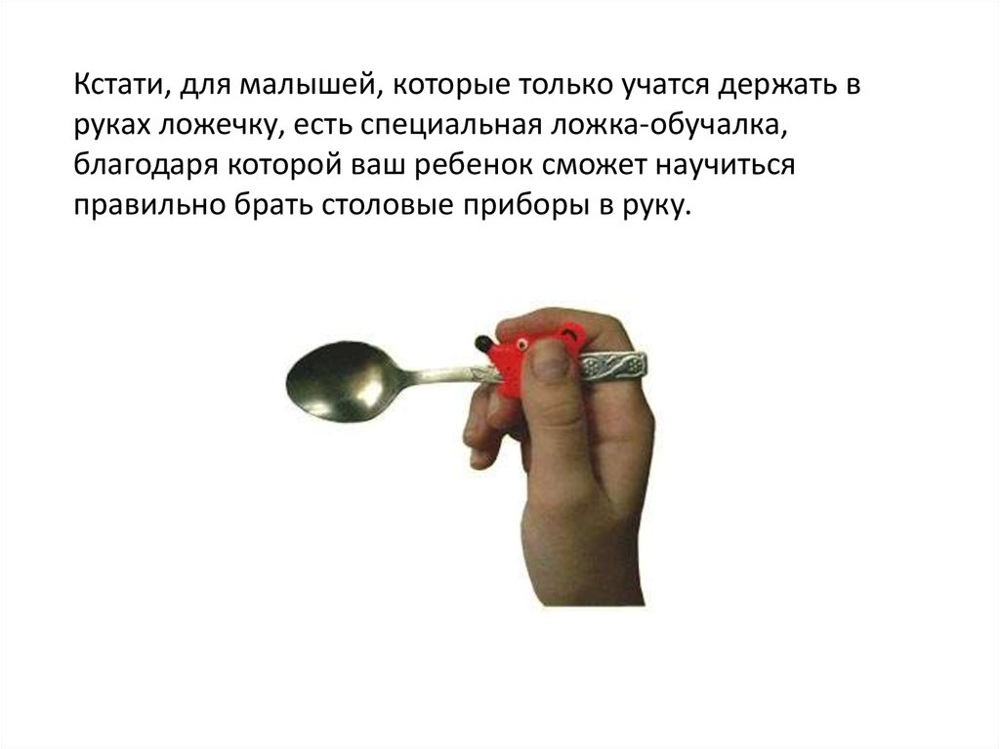 Кстати, для малышей, которые только учатся держать в
руках ложечку, есть специальная ложка-обучалка,
благодаря которой ваш ребенок сможет научиться
правильно брать столовые приборы в руку.